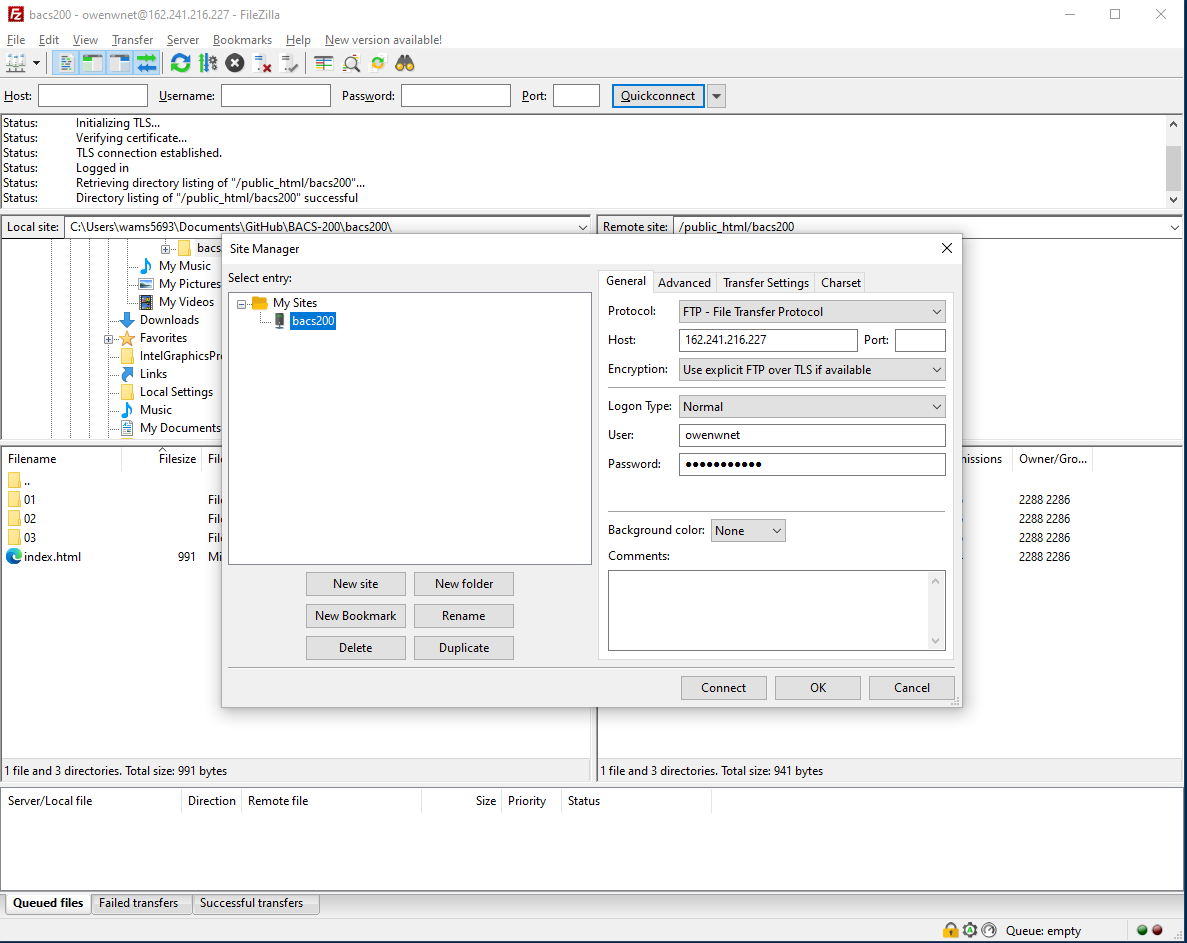 bacs200 - owenwnet@162.241.216.227 - FileZilla
File Edit View Transfer Server Bookmarks Help New version available!
Host: Username: Password: Port: Quickconnect
Status: Initializing TLS...
Status: Verifying certificate...
Status: TLS connection established.
Status: Logged in
Status: Retrieving directory listing of "/public_html/bacs200"...
Status: Directory listing of "/public_html/bacs200" successful
Local site: C:\Users\wams5693\Documents\GitHub\BACS-200\bacs200\
Remote site: /public_html/bacs200
bacs
My Music
My Pictures
My Videos
Downloads
Favorites
IntelGraphicsPr
Links
Local Settings
Music
My Documents
Filename Filesize Fil
..
01 Fil
02 Fil
03 Fil
index.html 991 Mi
1 file and 3 directories. Total size: 991 bytes
Site Manager
Select entry:
My Sites
bacs200
New site New folder
New Bookmark Rename
Delete Duplicate
General Advanced Transfer Settings Charset
Protocol: FTP - File Transfer Protocol
Host: 162.241.216.227 Port:
Encryption: Use explicit FTP over TLS if available
Logon Type: Normal
User: owenwnet
Password: ●●●●●●●●●●●
Background color: None
Comments:
Connect OK Cancel
nissions Owner/Gro...
2288 2286
2288 2286
2288 2286
2288 2286
1 file and 3 directories. Total size: 941 bytes
Server/Local file Direction Remote file Size Priority Status
Queued files Failed transfers Successful transfers
Queue: empty